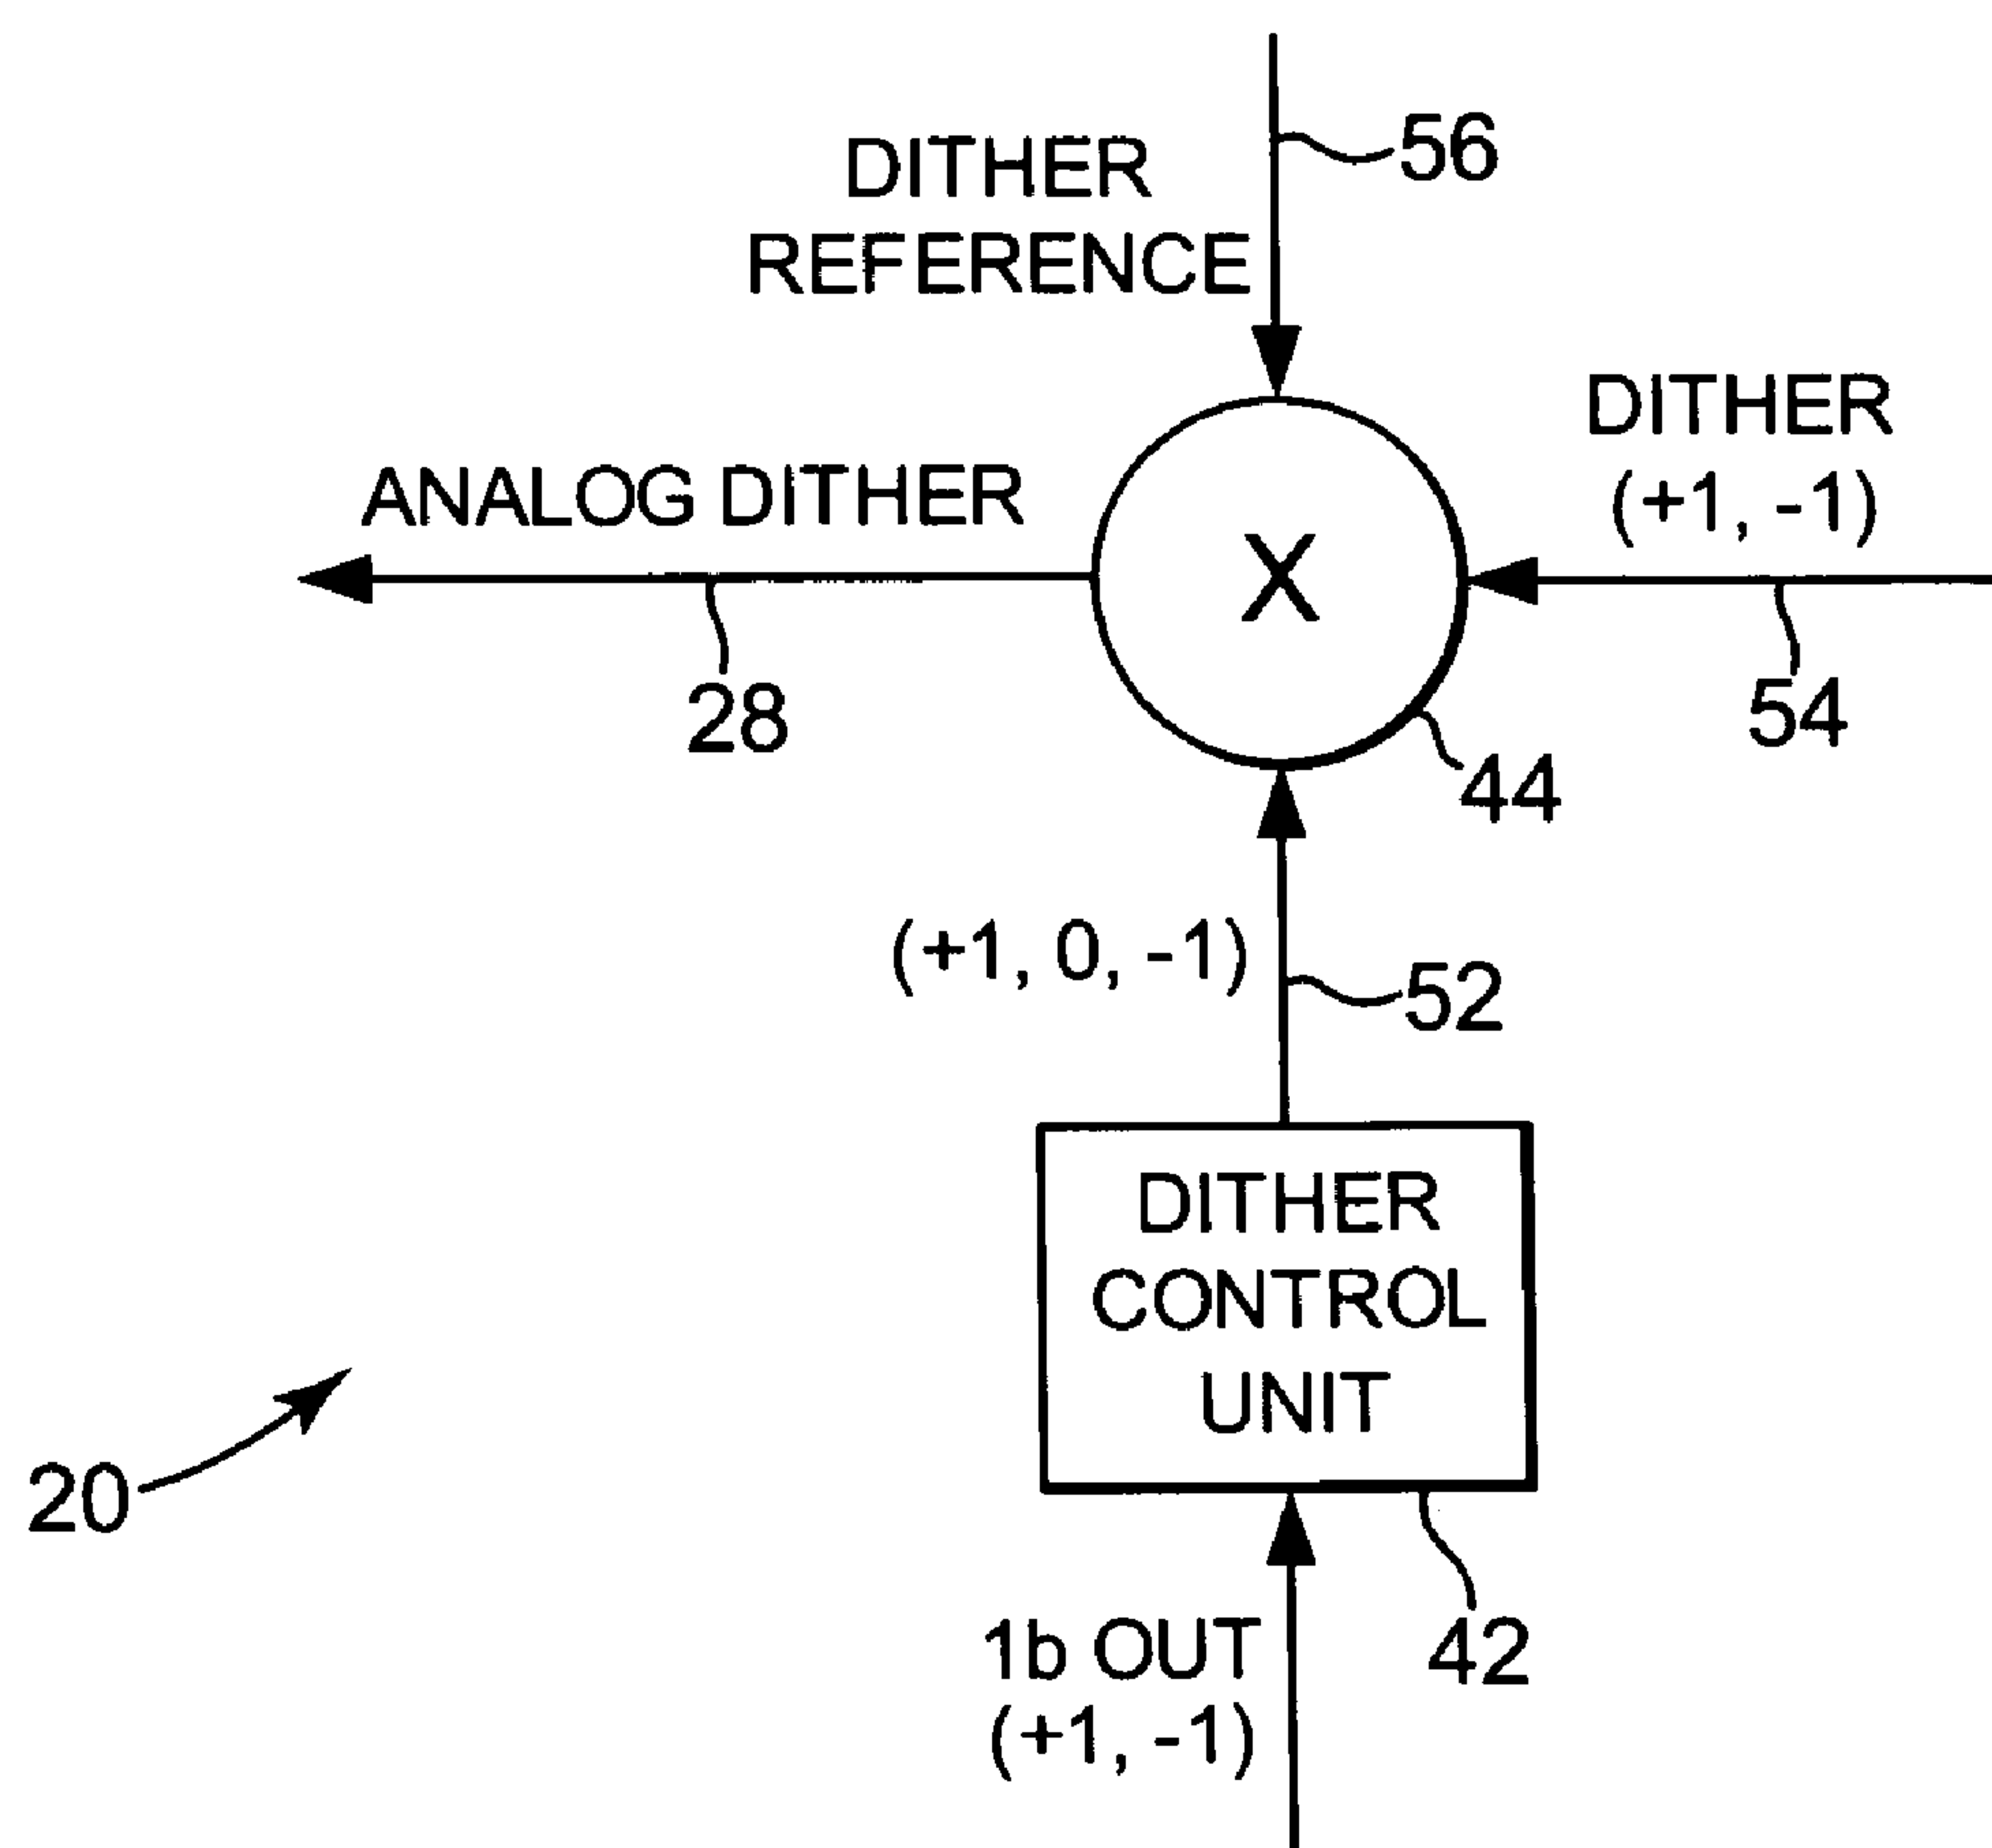 56
DITHER
REFERENCE
DITHER
(+1, -1)
ANALOG DITHER
X
28
54
44
(+1, 0, -1)
52
DITHER
CONTROL
UNIT
20
1b OUT
(+1, -1)
42